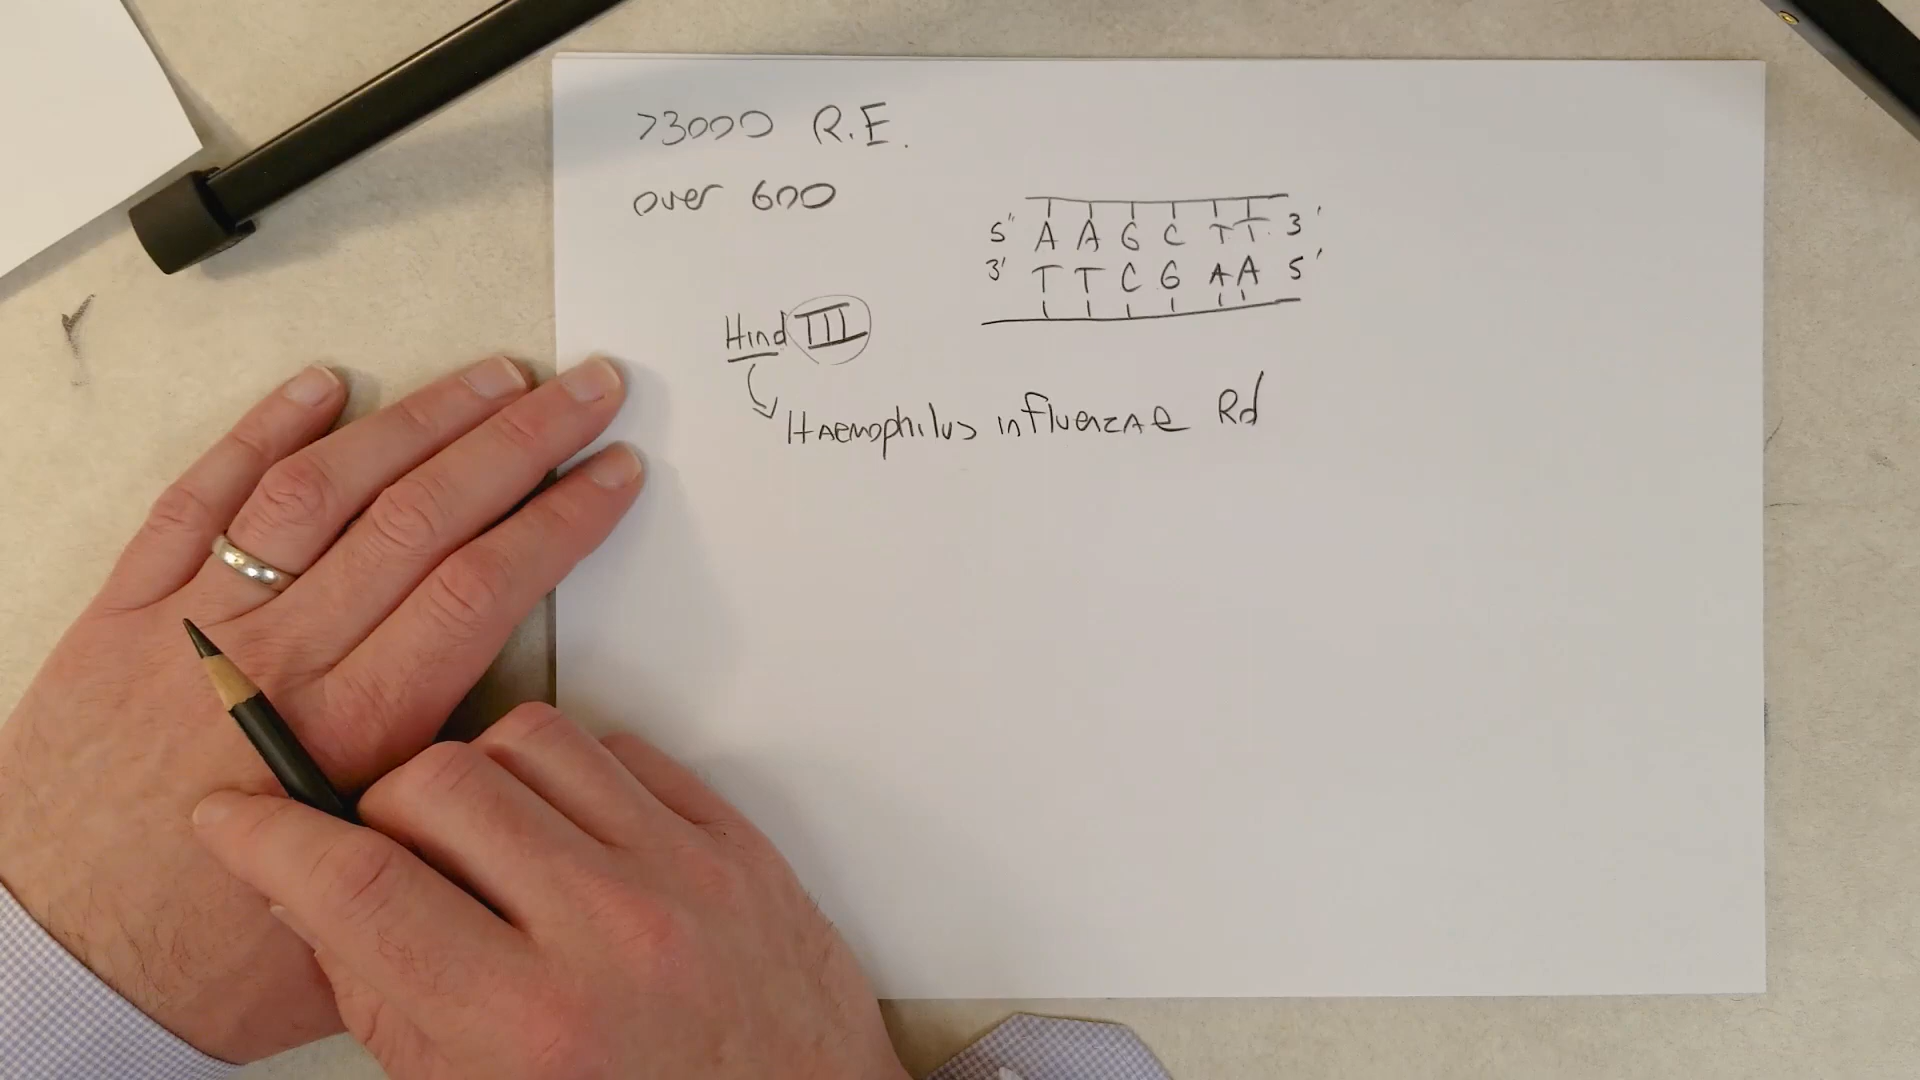 >3000 R.E.
over 600
5" A A G C T T 3'
3' T T C G A A 5'
Hind III
Haemophilus influenzae Rd